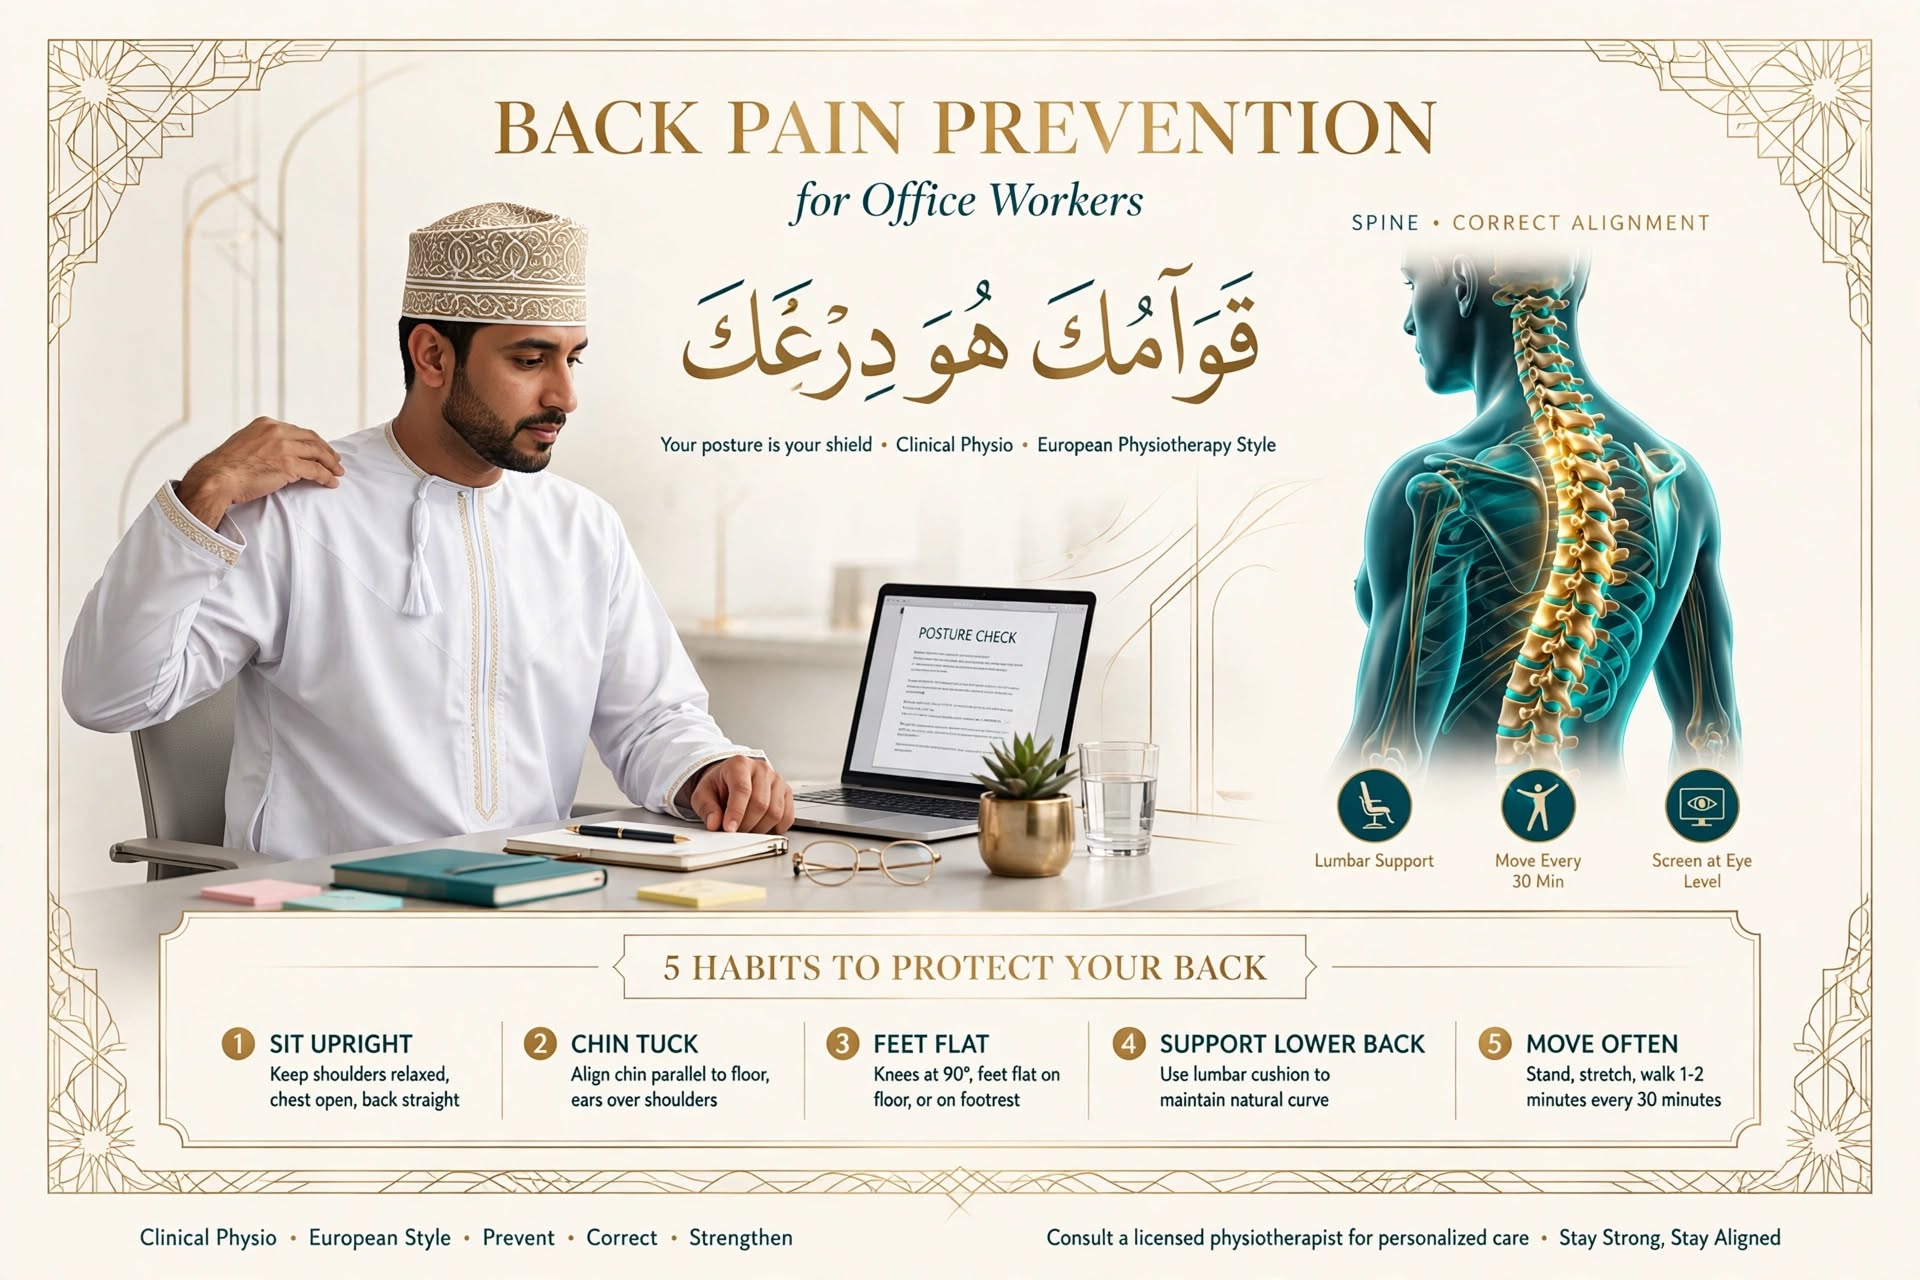 BACK PAIN PREVENTION
for Office Workers
قَوَآمُكَ هُوَ دِرْعُكَ
Your posture is your shield • Clinical Physio • European Physiotherapy Style
SPINE • CORRECT ALIGNMENT
POSTURE CHECK
Lumbar Support
Move Every
30 Min
Screen at Eye
Level
5 HABITS TO PROTECT YOUR BACK
1 SIT UPRIGHT
Keep shoulders relaxed,
chest open, back straight
2 CHIN TUCK
Align chin parallel to floor,
ears over shoulders
3 FEET FLAT
Knees at 90°, feet flat on
floor, or on footrest
4 SUPPORT LOWER BACK
Use lumbar cushion to
maintain natural curve
5 MOVE OFTEN
Stand, stretch, walk 1-2
minutes every 30 minutes
Clinical Physio • European Style • Prevent • Correct • Strengthen
Consult a licensed physiotherapist for personalized care • Stay Strong, Stay Aligned